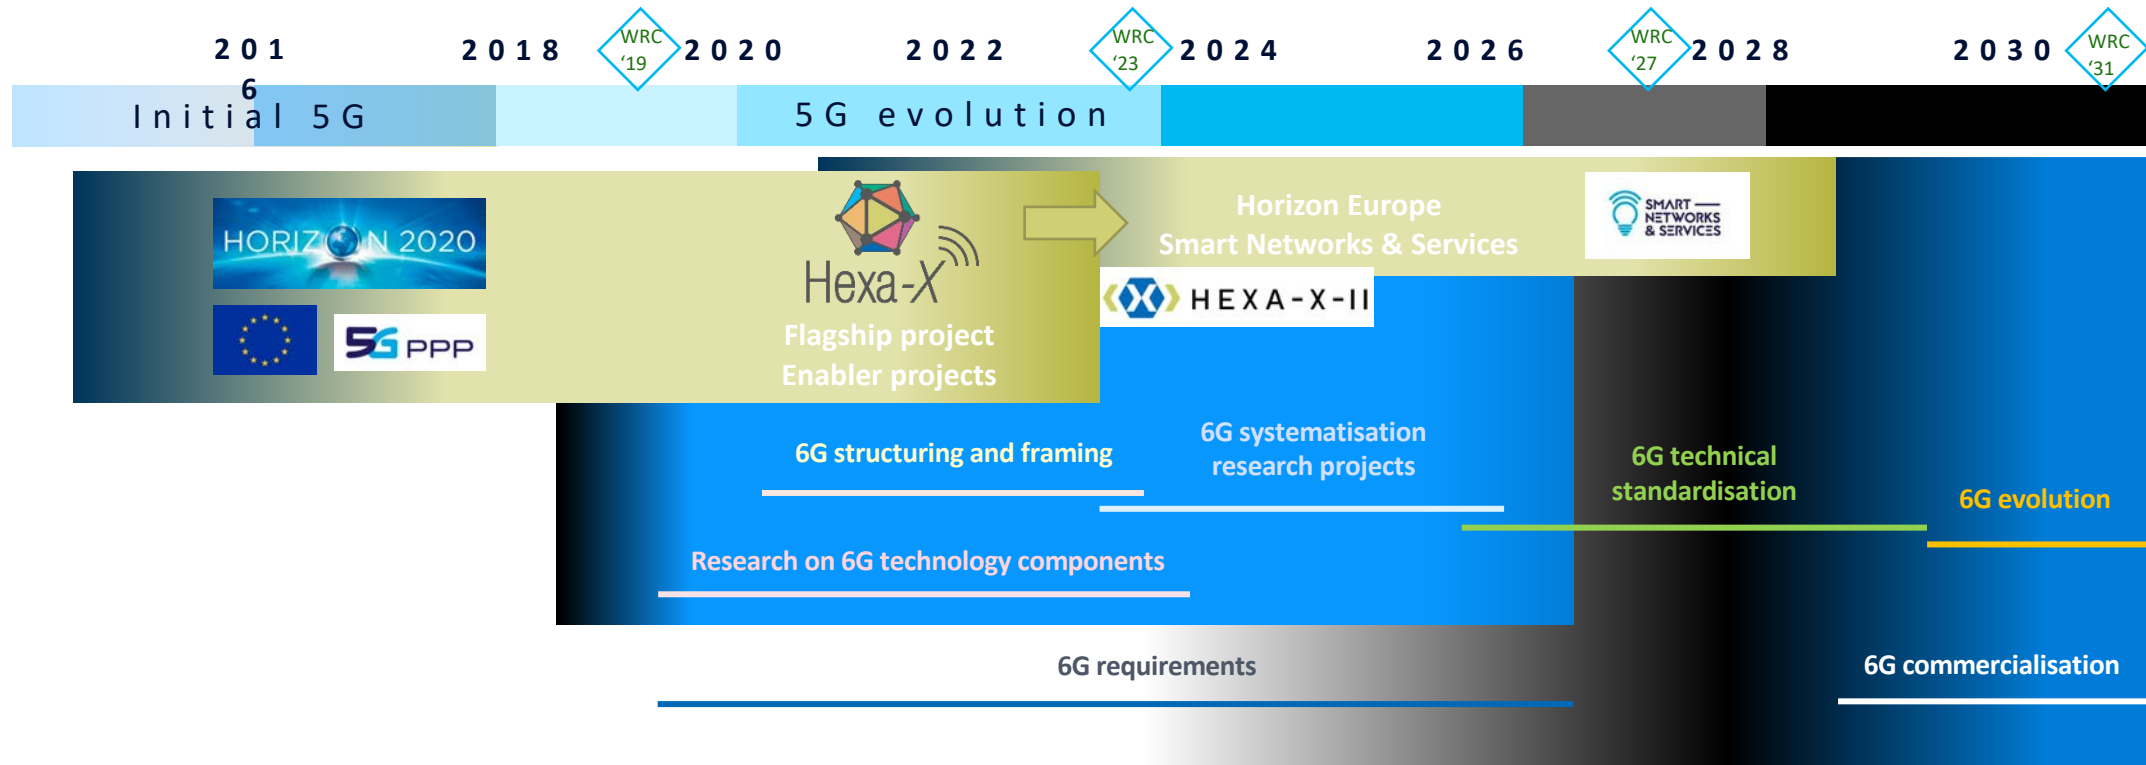 201
6
2018
WRC
‘19
2020
2022
WRC
‘23
2024
2026
WRC
‘27
2028
2030
WRC
‘31
Initial 5G
5G evolution
HORIZON 2020
5G PPP
Hexa-X
Flagship project
Enabler projects
Horizon Europe
Smart Networks & Services
SMART
NETWORKS
& SERVICES
HEXA-X-II
6G structuring and framing
6G systematisation
research projects
6G technical
standardisation
6G evolution
Research on 6G technology components
6G requirements
6G commercialisation